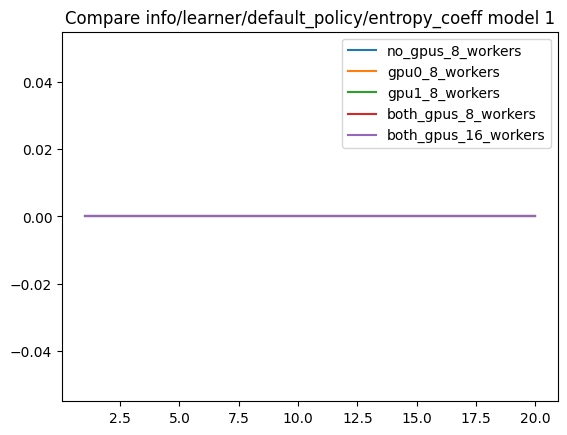 Compare info/learner/default_policy/entropy_coeff model 1
no_gpus_8_workers
gpu0_8_workers
gpu1_8_workers
both_gpus_8_workers
both_gpus_16_workers
0.04
0.02
0.00
−0.02
−0.04
2.5 5.0 7.5 10.0 12.5 15.0 17.5 20.0